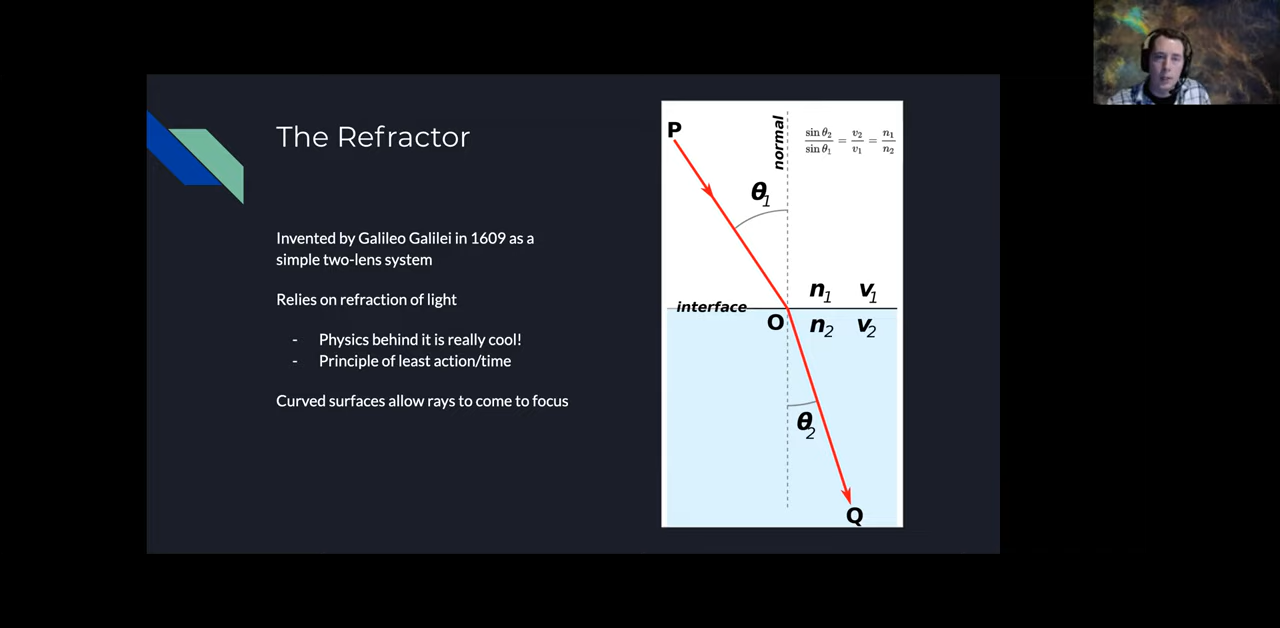 The Refractor
Invented by Galileo Galilei in 1609 as a
simple two-lens system
Relies on refraction of light
- Physics behind it is really cool!
- Principle of least action/time
Curved surfaces allow rays to come to focus
P
normal
sin θ₂ / sin θ₁ = v₂ / v₁ = n₁ / n₂
θ₁
n₁ v₁
interface
O n₂ v₂
θ₂
Q